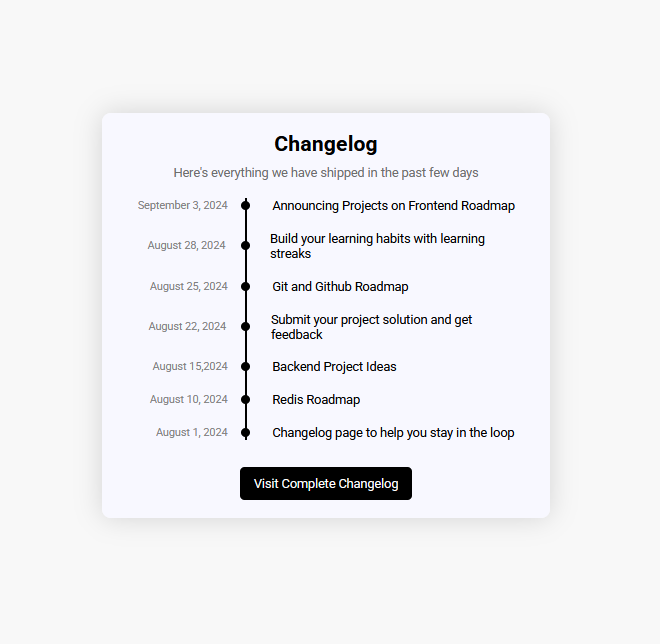 Changelog
Here's everything we have shipped in the past few days
September 3, 2024 Announcing Projects on Frontend Roadmap
August 28, 2024 Build your learning habits with learning
streaks
August 25, 2024 Git and Github Roadmap
August 22, 2024 Submit your project solution and get
feedback
August 15,2024 Backend Project Ideas
August 10, 2024 Redis Roadmap
August 1, 2024 Changelog page to help you stay in the loop
Visit Complete Changelog